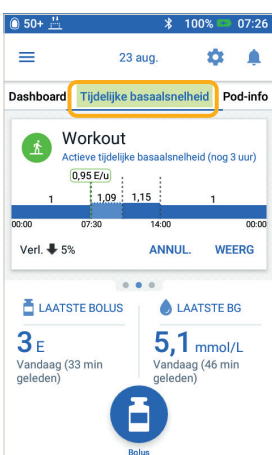 50+ 100% 07:26
23 aug.
Dashboard Tijdelijke basaalsnelheid Pod-info
Workout
Actieve tijdelijke basaalsnelheid (nog 3 uur)
0,95 E/u
1 1,09 1,15 1
00:00 07:30 14:00 00:00
Verl. 5% ANNUL. WEERG
LAATSTE BOLUS LAATSTE BG
3 E 5,1 mmol/L
Vandaag (33 min Vandaag (46 min
geleden) geleden)
Bolus